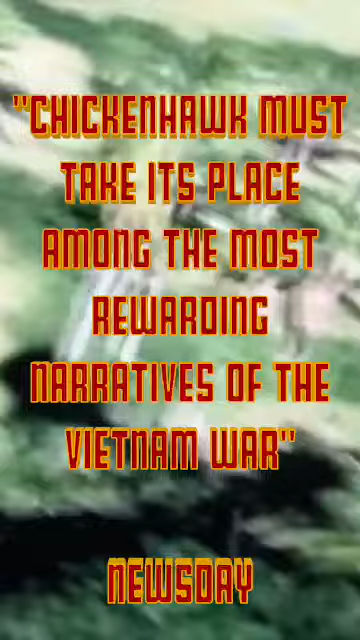 "CHICKENHAWK MUST
TAKE ITS PLACE
AMONG THE MOST
REWARDING
NARRATIVES OF THE
VIETNAM WAR"
NEWSDAY